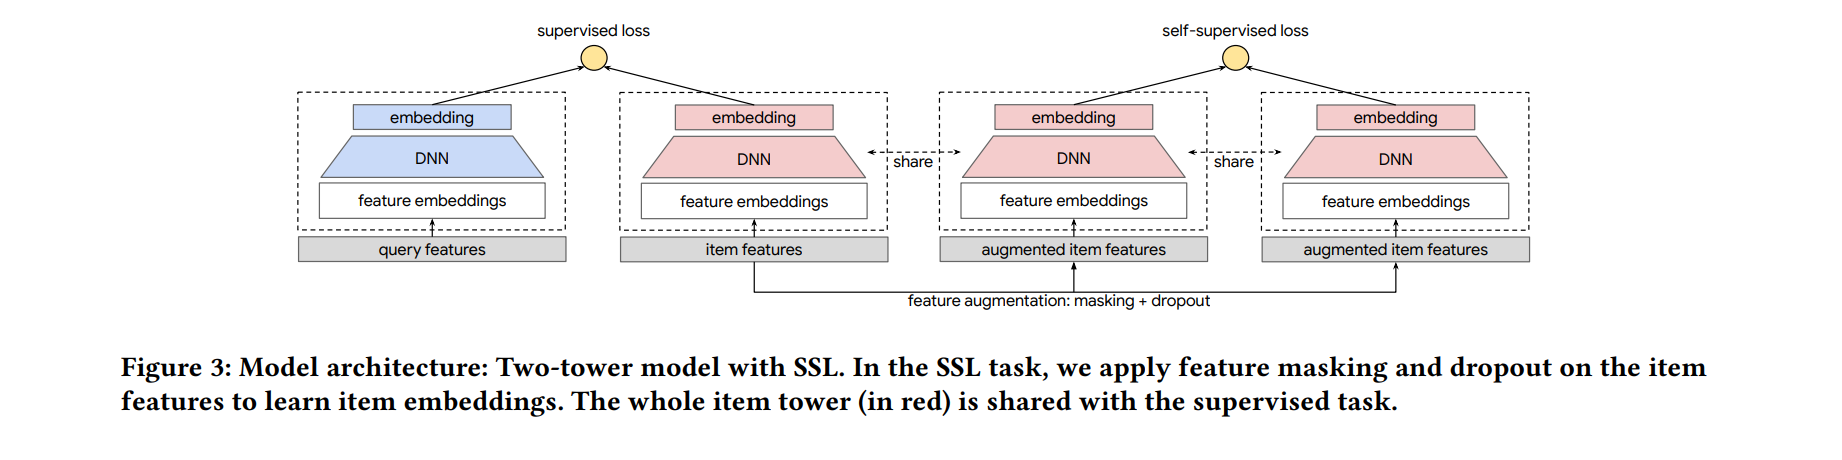 supervised loss
self-supervised loss
embedding
embedding
embedding
embedding
DNN
DNN
share
DNN
share
DNN
feature embeddings
feature embeddings
feature embeddings
feature embeddings
query features
item features
augmented item features
augmented item features
feature augmentation: masking + dropout
Figure 3: Model architecture: Two-tower model with SSL. In the SSL task, we apply feature masking and dropout on the item
features to learn item embeddings. The whole item tower (in red) is shared with the supervised task.